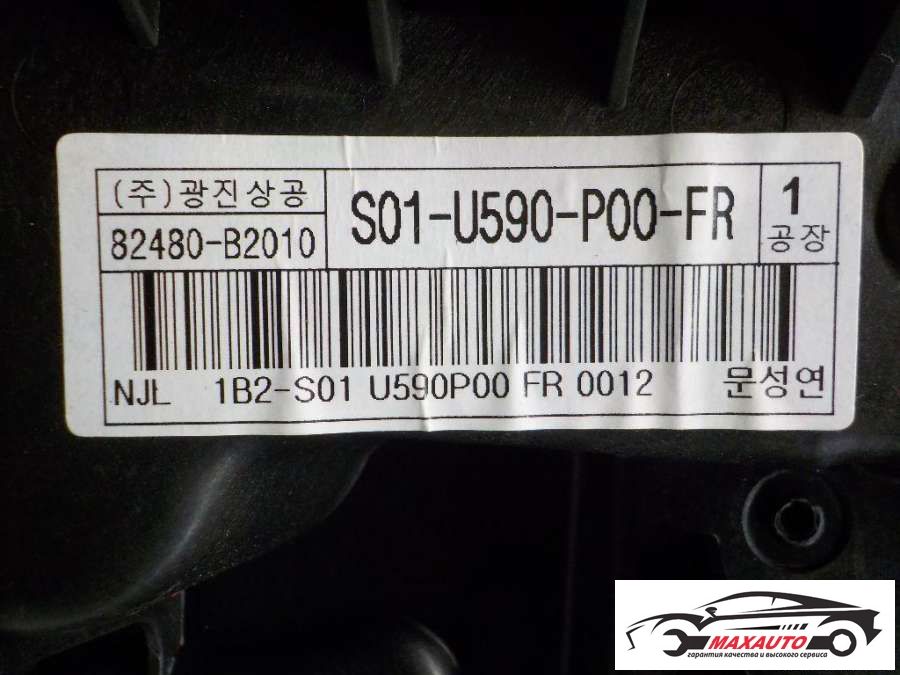 (주)광진상공
82480-B2010
S01-U590-P00-FR
1
공장
NJL 1B2-S01 U590P00 FR 0012 문성연
MAXAUTO
гарантия качества и высокого сервиса